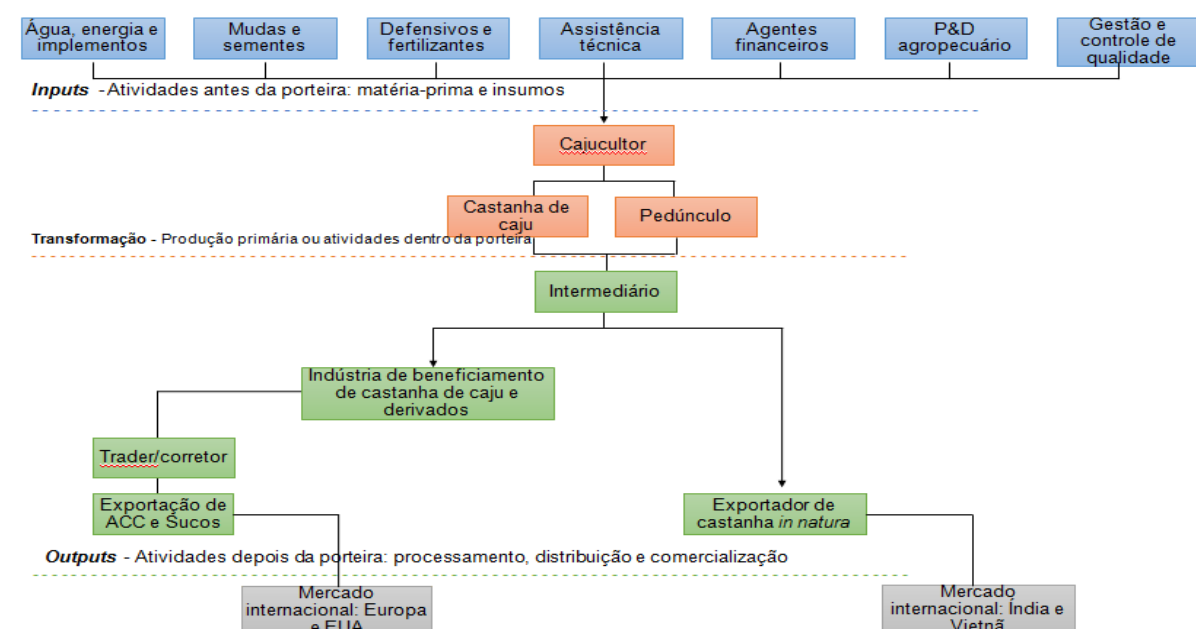 Água, energia e
implementos
Mudas e
sementes
Defensivos e
fertilizantes
Assistência
técnica
Agentes
financeiros
P&D
agropecuário
Gestão e
controle de
qualidade
Inputs - Atividades antes da porteira: matéria-prima e insumos
Cajucultor
Castanha de
caju
Pedúnculo
Transformação - Produção primária ou atividades dentro da porteira
Intermediário
Indústria de beneficiamento
de castanha de caju e
derivados
Trader/corretor
Exportação de
ACC e Sucos
Exportador de
castanha in natura
Outputs - Atividades depois da porteira: processamento, distribuição e comercialização
Mercado
internacional: Europa
e EUA
Mercado
internacional: Índia e
Vietnã